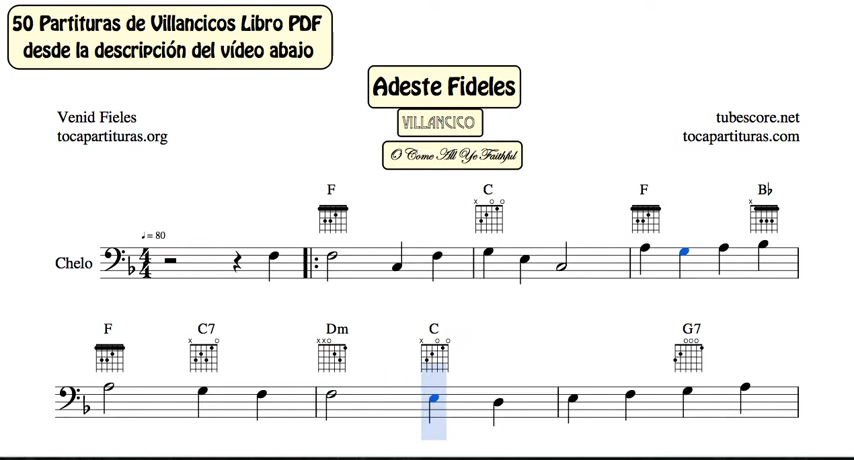 50 Partituras de Villancicos Libro PDF
desde la descripción del vídeo abajo
Adeste Fideles
VILLANCICO
O Come All Ye Faithful
Venid Fieles
tocapartituras.org
tubescore.net
tocapartituras.com
F C F B♭
♩ = 80
Chelo
F C7 Dm C G7